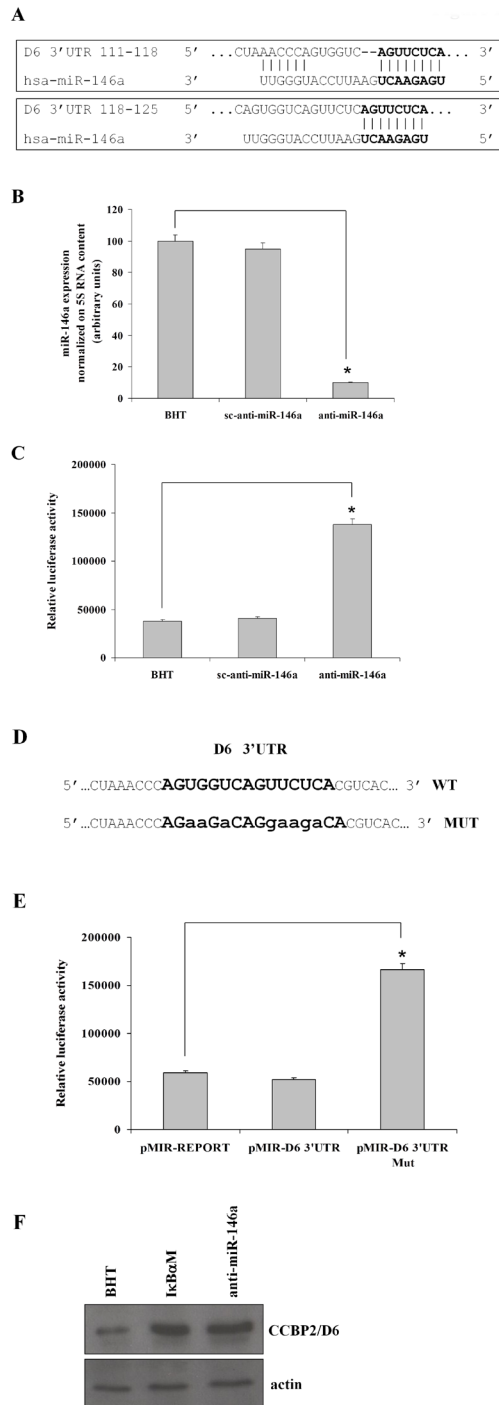 A
D6 3'UTR 111-118 5' ...CUAAACCCAGUGGUC--AGUUCUCA... 3'
||||||| ||||||||
hsa-miR-146a 3' UUGGGUACCUUAAGUCAAGAGU 5'
D6 3'UTR 118-125 5' ...CAGUGGUCAGUUCUCAGUUCUCA... 3'
||||||||
hsa-miR-146a 3' UUGGGUACCUUAAGUCAAGAGU 5'
B
miR-146a expression
normalized on 5S RNA content
(arbitrary units)
120
100
80
60
40
20
0
*
BHT sc-anti-miR-146a anti-miR-146a
C
Relative luciferase activity
200000
150000
100000
50000
0
*
BHT sc-anti-miR-146a anti-miR-146a
D
D6 3'UTR
5'…CUAAACCCAGUGGUCAGUUCUCACGUCAC… 3' WT
5'…CUAAACCCAGaaGaCAGgaagaCACGUCAC… 3' MUT
E
Relative luciferase activity
200000
150000
100000
50000
0
*
pMIR-REPORT pMIR-D6 3'UTR pMIR-D6 3'UTR
Mut
F
BHT
IκBαM
anti-miR-146a
CCBP2/D6
actin